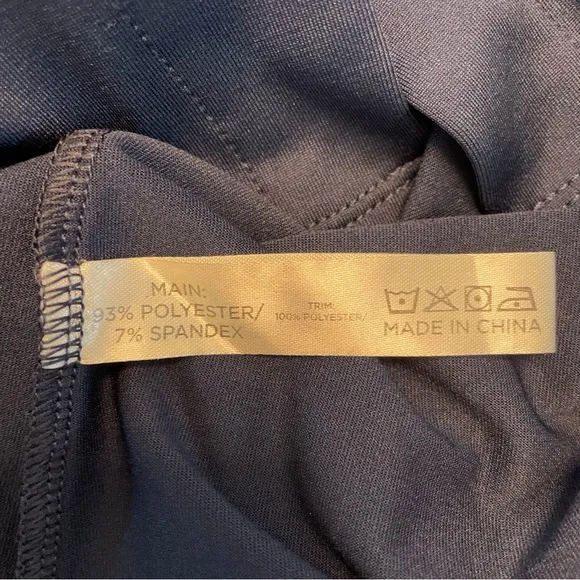 MAIN:
93% POLYESTER/
7% SPANDEX
TRIM:
100% POLYESTER/
MADE IN CHINA